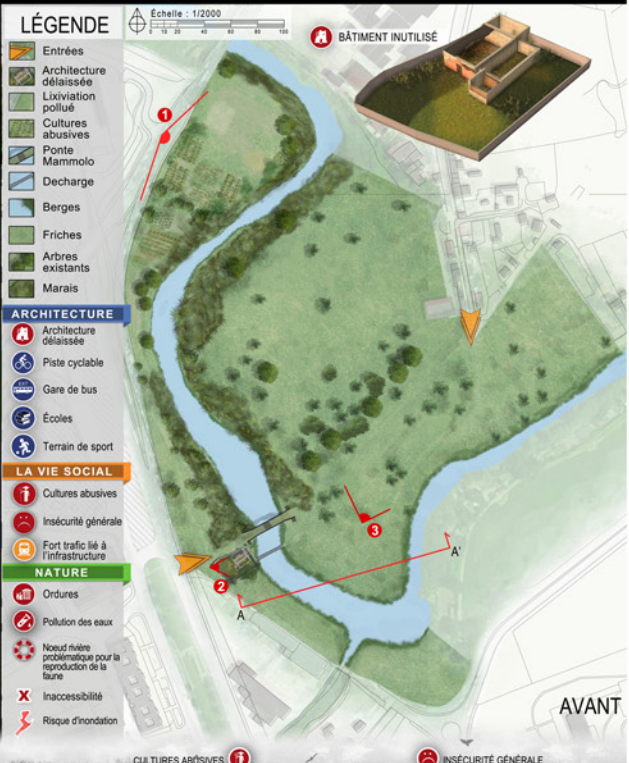 LÉGENDE
Entrées
Architecture
délaissée
Lixiviation
pollué
Cultures
abusives
Ponte
Mammolo
Decharge
Berges
Friches
Arbres
existants
Marais
ARCHITECTURE
Architecture
délaissée
Piste cyclable
Gare de bus
Écoles
Terrain de sport
LA VIE SOCIAL
Cultures abusives
Insécurité générale
Fort trafic lié à
l'infrastructure
NATURE
Ordures
Pollution des eaux
Noeud rivière
problématique pour la
reproduction de la
faune
Inaccessibilité
Risque d'inondation
Échelle : 1/2000
0 10 20 40 60 80 100
BÂTIMENT INUTILISÉ
1
3
A'
2
A
AVANT
CULTURES ABÛSIVES
INSÉCURITÉ GÉNÉRALE